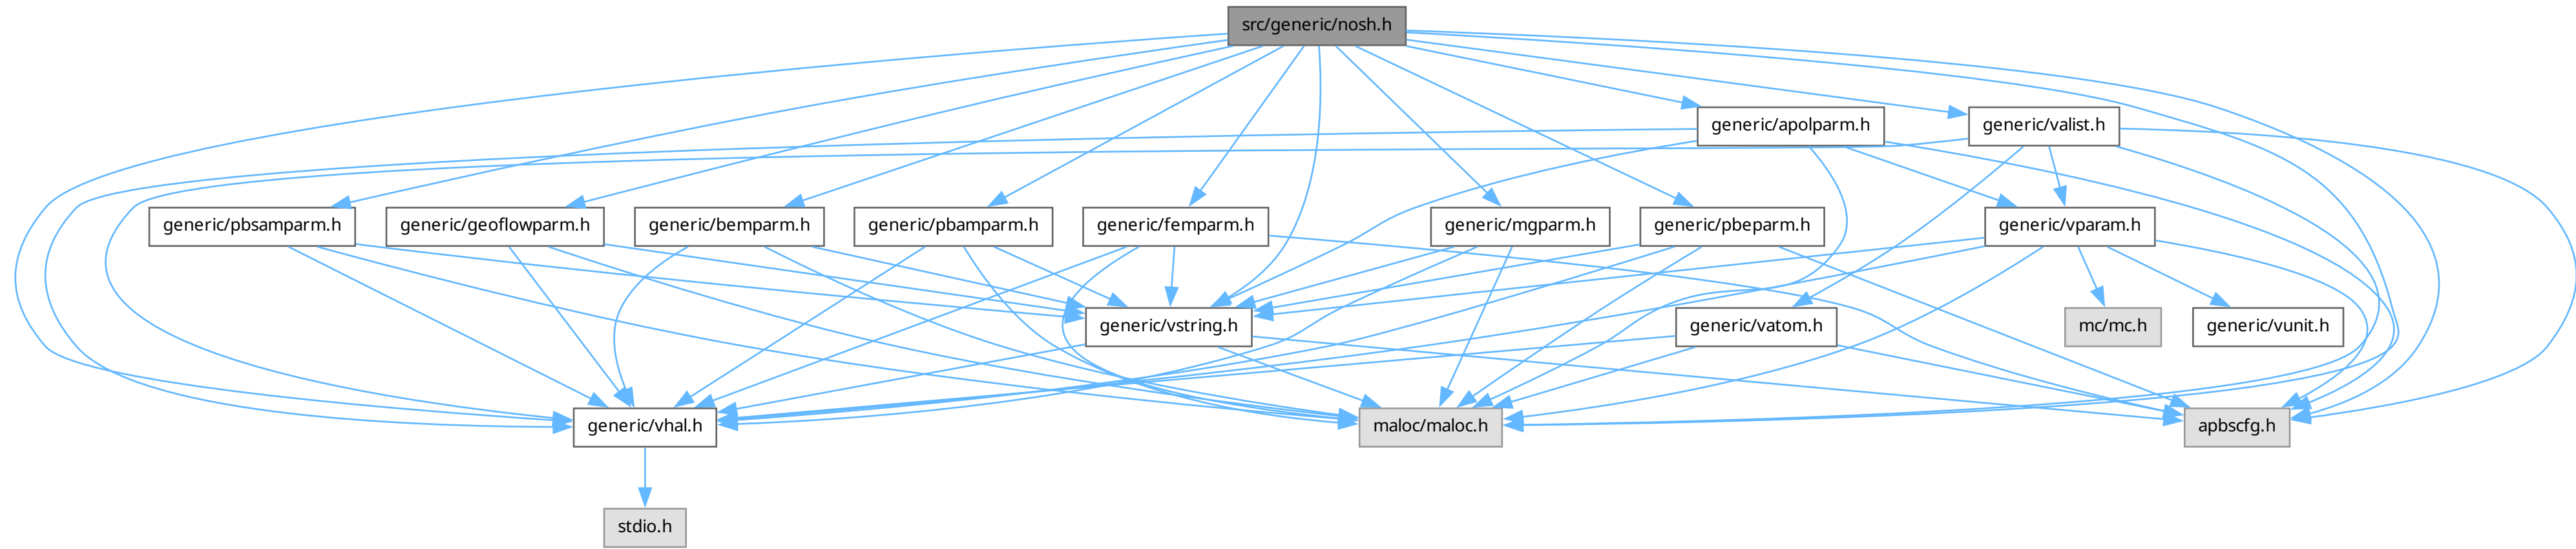 src/generic/nosh.h
generic/apolparm.h
generic/valist.h
generic/pbsamparm.h
generic/geoflowparm.h
generic/bemparm.h
generic/pbamparm.h
generic/femparm.h
generic/mgparm.h
generic/pbeparm.h
generic/vparam.h
generic/vstring.h
generic/vatom.h
mc/mc.h
generic/vunit.h
generic/vhal.h
maloc/maloc.h
apbscfg.h
stdio.h